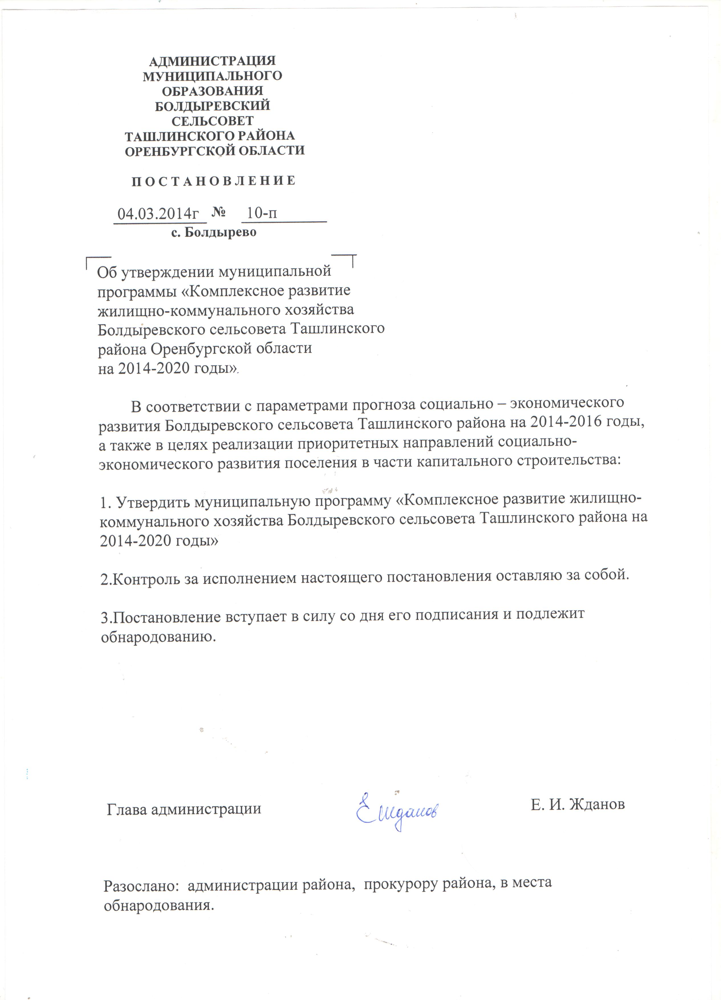 АДМИНИСТРАЦИЯ
МУНИЦИПАЛЬНОГО
ОБРАЗОВАНИЯ
БОЛДЫРЕВСКИЙ
СЕЛЬСОВЕТ
ТАШЛИНСКОГО РАЙОНА
ОРЕНБУРГСКОЙ ОБЛАСТИ
П О С Т А Н О В Л Е Н И Е
04.03.2014г № 10-п
с. Болдырево
Об утверждении муниципальной
программы «Комплексное развитие
жилищно-коммунального хозяйства
Болдыревского сельсовета Ташлинского
района Оренбургской области
на 2014-2020 годы».
В соответствии с параметрами прогноза социально – экономического
развития Болдыревского сельсовета Ташлинского района на 2014-2016 годы,
а также в целях реализации приоритетных направлений социально-
экономического развития поселения в части капитального строительства:
1. Утвердить муниципальную программу «Комплексное развитие жилищно-
коммунального хозяйства Болдыревского сельсовета Ташлинского района на
2014-2020 годы»
2.Контроль за исполнением настоящего постановления оставляю за собой.
3.Постановление вступает в силу со дня его подписания и подлежит
обнародованию.
Глава администрации ЕЖданов Е. И. Жданов
Разослано: администрации района, прокурору района, в места
обнародования.